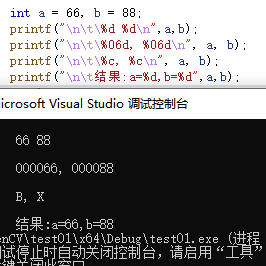 int a = 66, b = 88;
printf("\n\t\%d %d\n",a,b);
printf("\n\t\%06d, %06d\n", a, b);
printf("\n\t\%c, %c\n", a, b);
printf("\n\t结果:a=%d,b=%d",a,b);
icrosoft Visual Studio 调试控制台
66 88
000066, 000088
B, X
结果:a=66,b=88
enCV\test01\x64\Debug\test01.exe (进程
试停止时自动关闭控制台,请启用“工具”